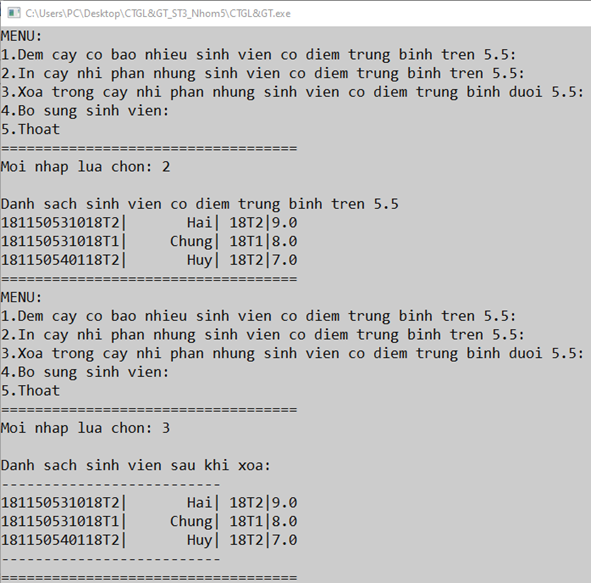 C:\Users\PC\Desktop\CTGL&GT_ST3_Nhom5\CTGL&GT.exe
MENU:
1.Dem cay co bao nhieu sinh vien co diem trung binh tren 5.5:
2.In cay nhi phan nhung sinh vien co diem trung binh tren 5.5:
3.Xoa trong cay nhi phan nhung sinh vien co diem trung binh duoi 5.5:
4.Bo sung sinh vien:
5.Thoat
===================================
Moi nhap lua chon: 2
Danh sach sinh vien co diem trung binh tren 5.5
181150531018T2|       Hai| 18T2|9.0
181150531018T1|     Chung| 18T1|8.0
181150540118T2|       Huy| 18T2|7.0
===================================
MENU:
1.Dem cay co bao nhieu sinh vien co diem trung binh tren 5.5:
2.In cay nhi phan nhung sinh vien co diem trung binh tren 5.5:
3.Xoa trong cay nhi phan nhung sinh vien co diem trung binh duoi 5.5:
4.Bo sung sinh vien:
5.Thoat
===================================
Moi nhap lua chon: 3
Danh sach sinh vien sau khi xoa:
--------------------------
181150531018T2|       Hai| 18T2|9.0
181150531018T1|     Chung| 18T1|8.0
181150540118T2|       Huy| 18T2|7.0
--------------------------
===================================